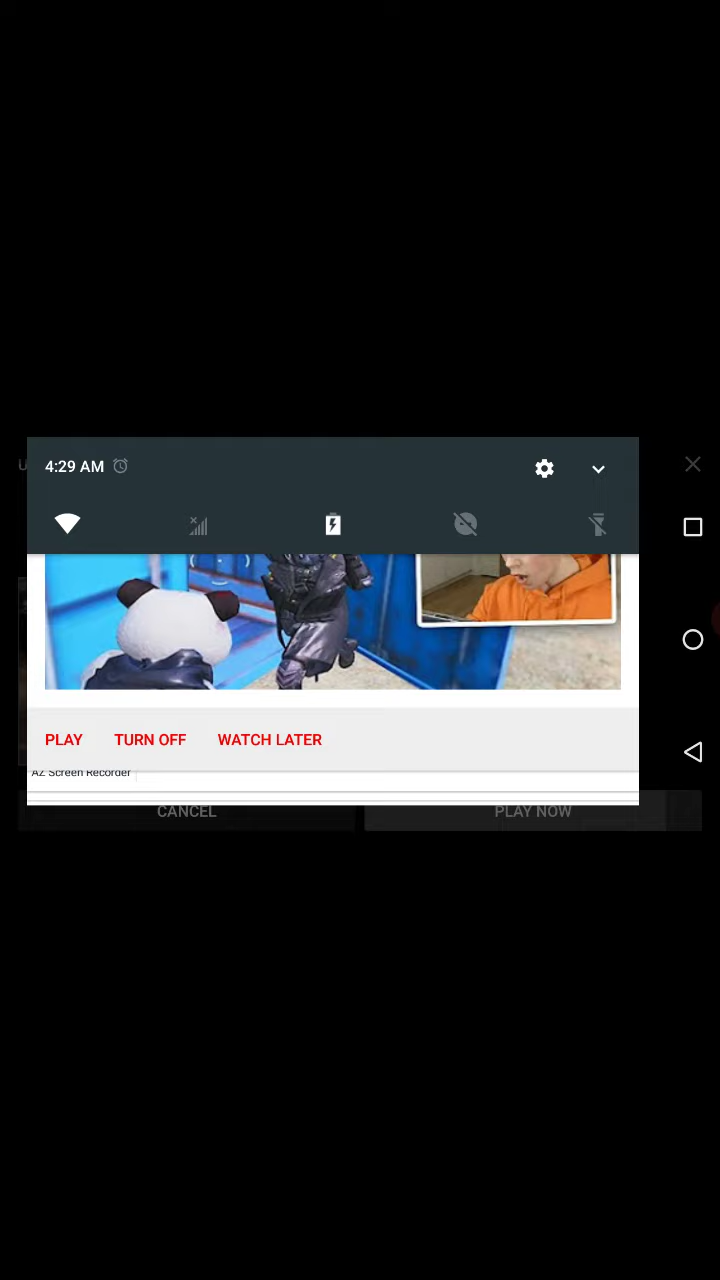 4:29 AM
U
PLAY TURN OFF WATCH LATER
AZ Screen Recorder
CANCEL PLAY NOW